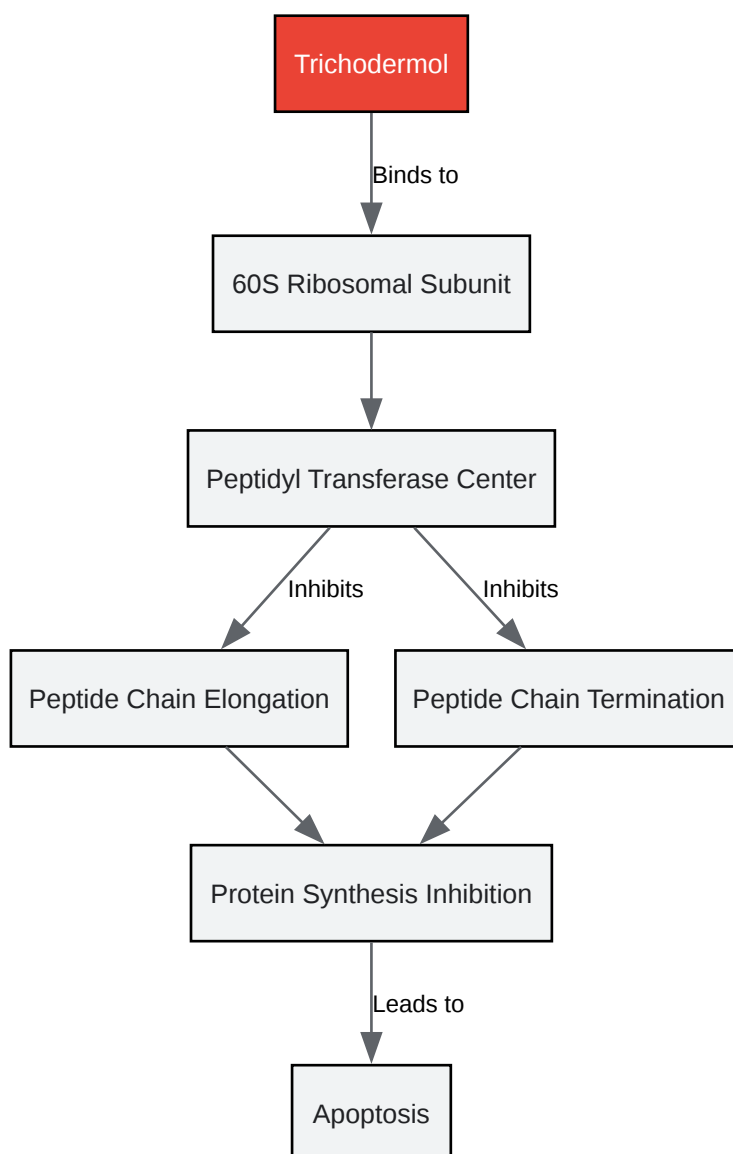 Trichodermol
Binds to
60S Ribosomal Subunit
Peptidyl Transferase Center
Inhibits
Inhibits
Peptide Chain Elongation
Peptide Chain Termination
Protein Synthesis Inhibition
Leads to
Apoptosis